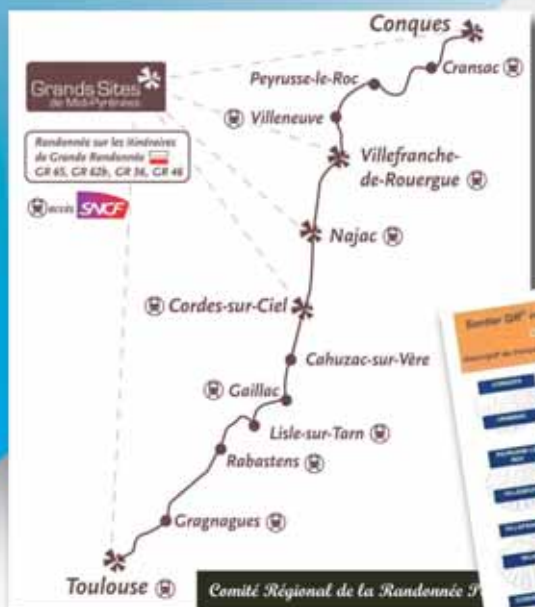 Conques
Cransac
Peyrusse-le-Roc
Villeneuve
Grands Sites
de Midi-Pyrénées
Randonnée sur les itinéraires
de Grande Randonnée
GR 65, GR 62b, GR 36, GR 46
accès SNCF
Villefranche-
de-Rouergue
Najac
Cordes-sur-Ciel
Cahuzac-sur-Vère
Gaillac
Lisle-sur-Tarn
Rabastens
Gragnagues
Toulouse
Comité Régional de la Randonnée
Sentier GR®